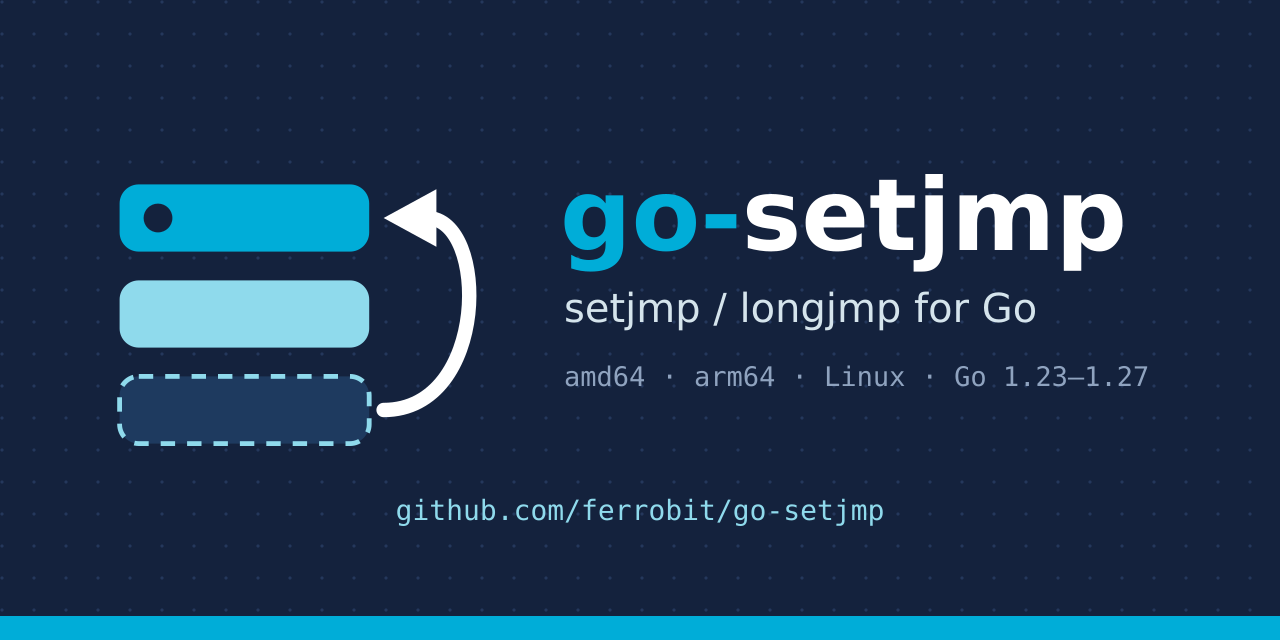 go-setjmp
setjmp / longjmp for Go
amd64 · arm64 · Linux · Go 1.23–1.27
github.com/ferrobit/go-setjmp